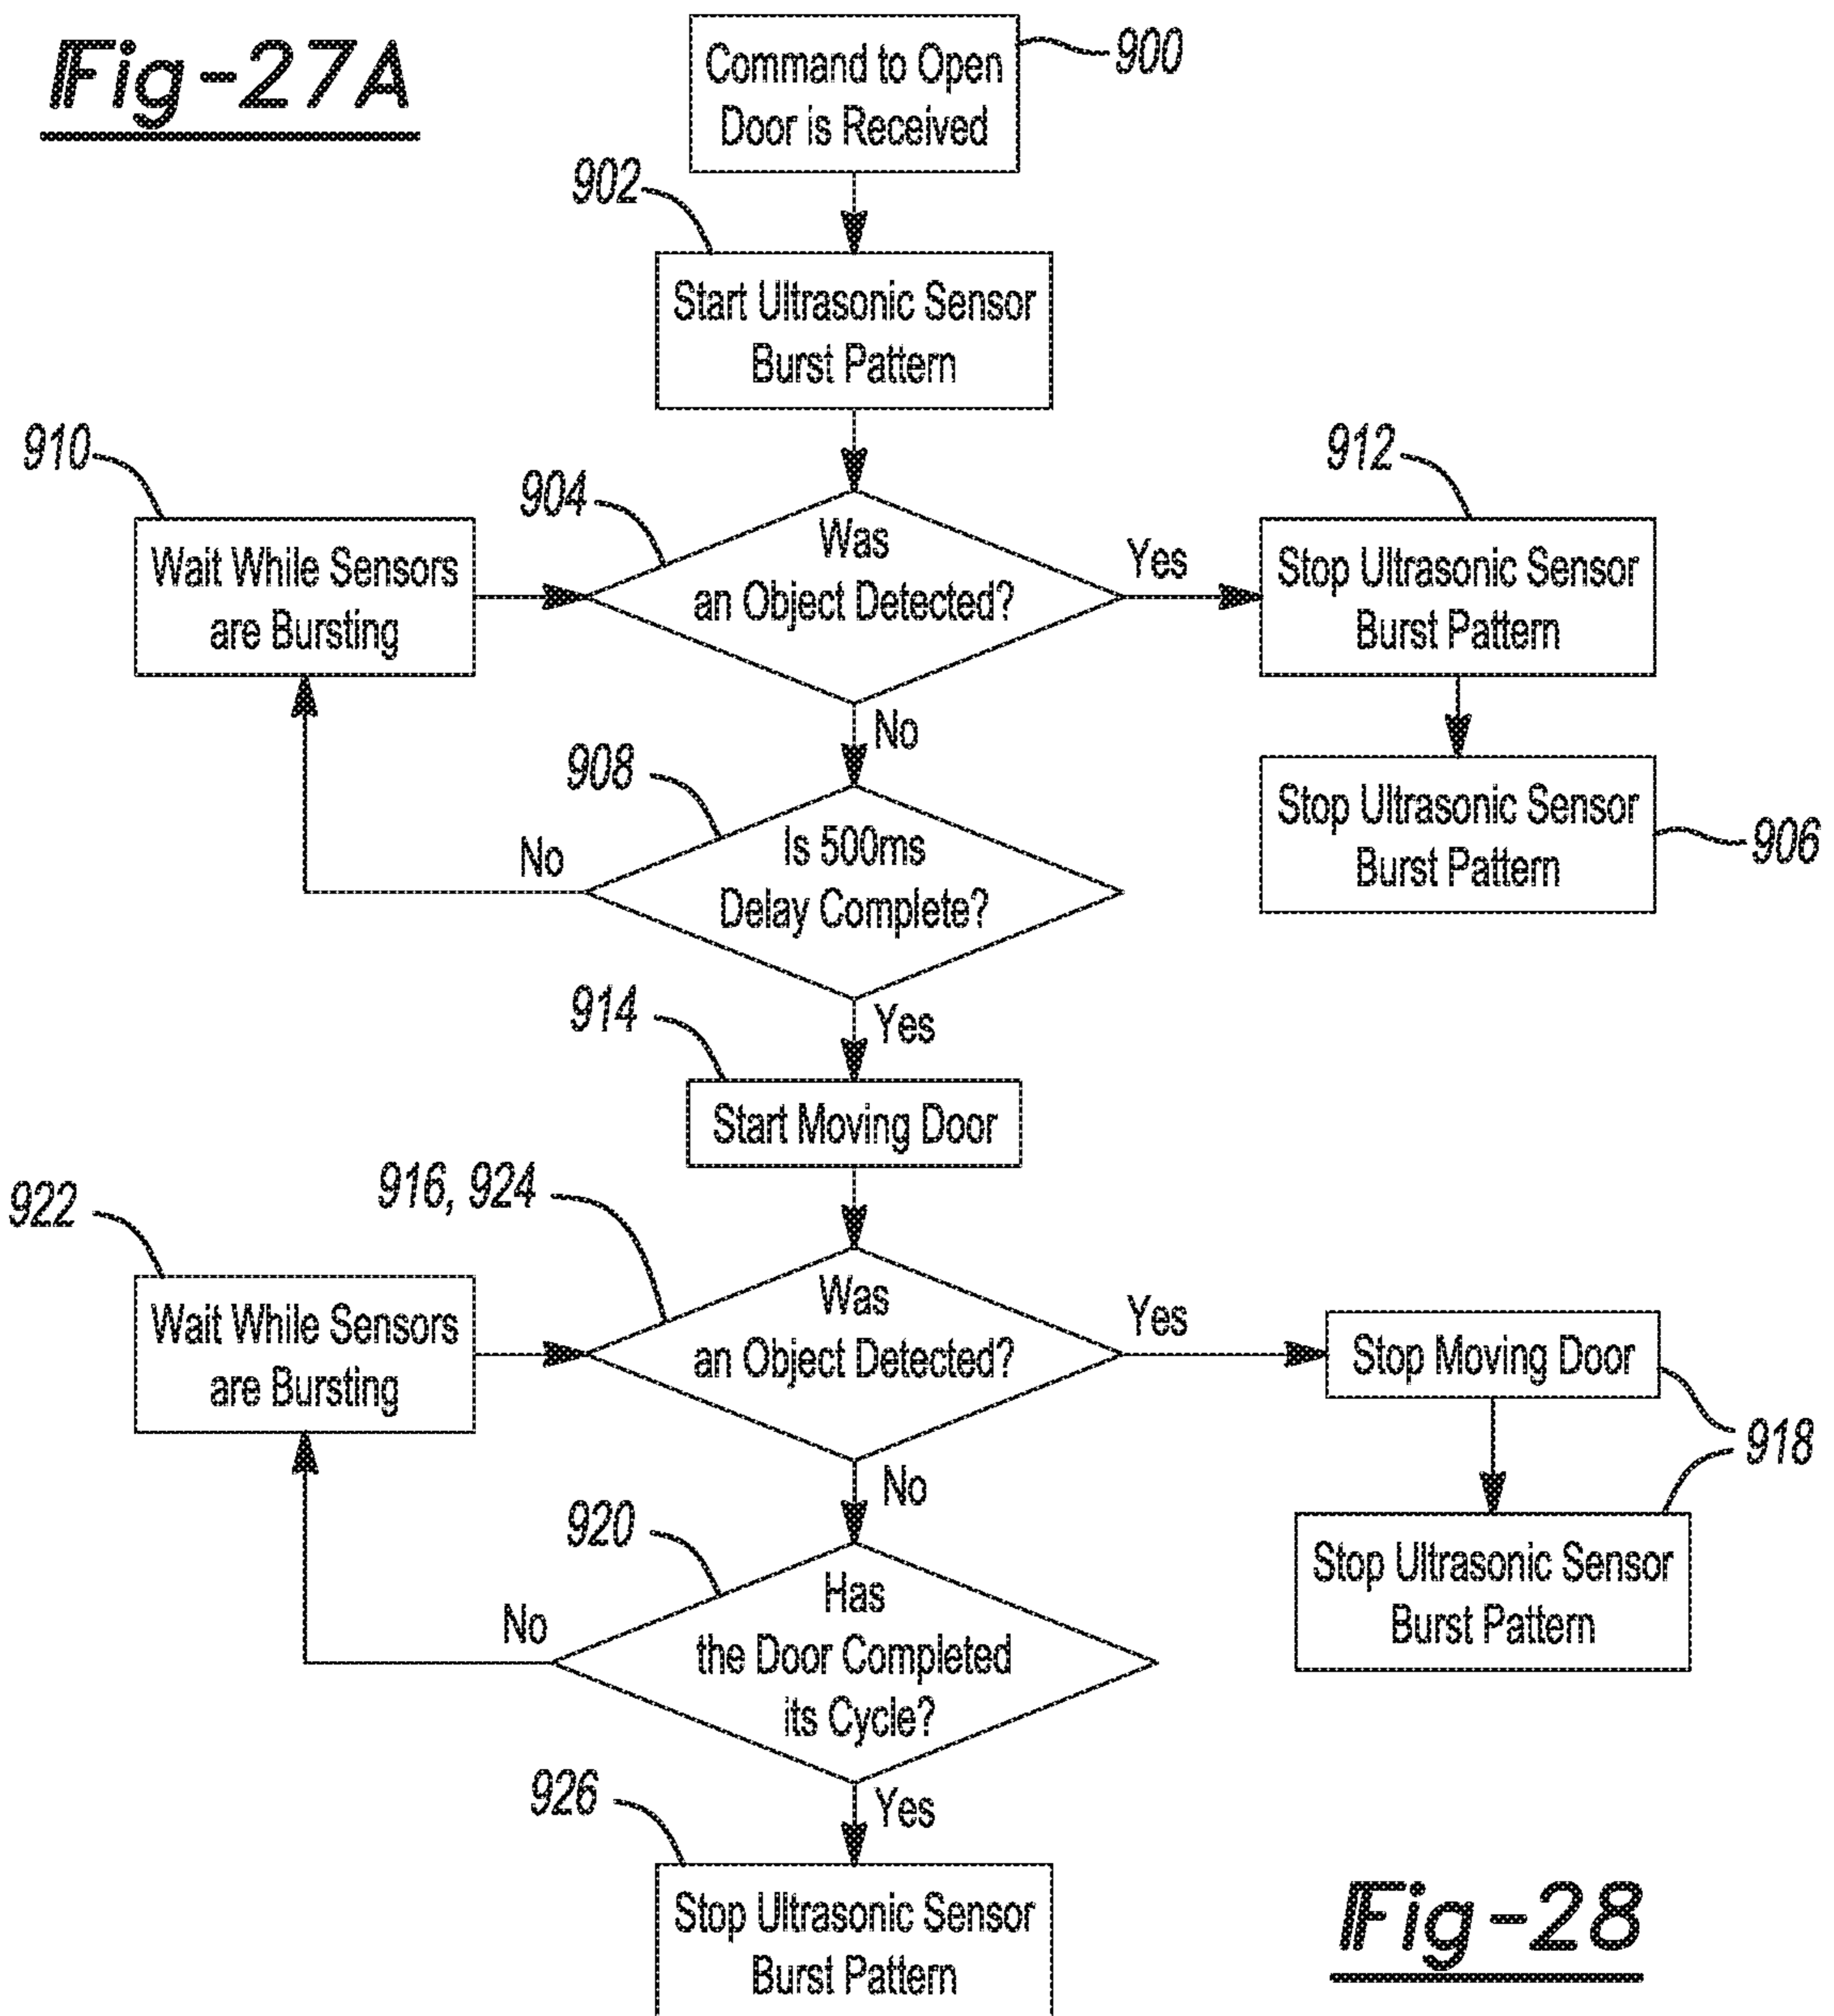 Fig-27A
Command to Open
Door is Received
900
902
Start Ultrasonic Sensor
Burst Pattern
910
Wait While Sensors
are Bursting
904
Was
an Object Detected?
Yes
912
Stop Ultrasonic Sensor
Burst Pattern
No
908
Is 500ms
Delay Complete?
No
Stop Ultrasonic Sensor
Burst Pattern
906
Yes
914
Start Moving Door
916, 924
922
Wait While Sensors
are Bursting
Was
an Object Detected?
Yes
Stop Moving Door
918
No
920
Has
the Door Completed
its Cycle?
No
Stop Ultrasonic Sensor
Burst Pattern
Yes
926
Stop Ultrasonic Sensor
Burst Pattern
Fig-28